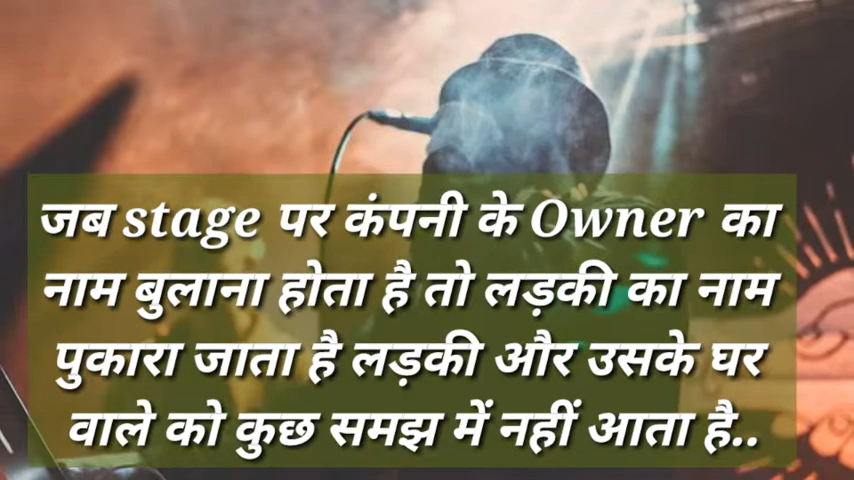 जब stage पर कंपनी के Owner का
नाम बुलाना होता है तो लड़की का नाम
पुकारा जाता है लड़की और उसके घर
वाले को कुछ समझ में नहीं आता है..